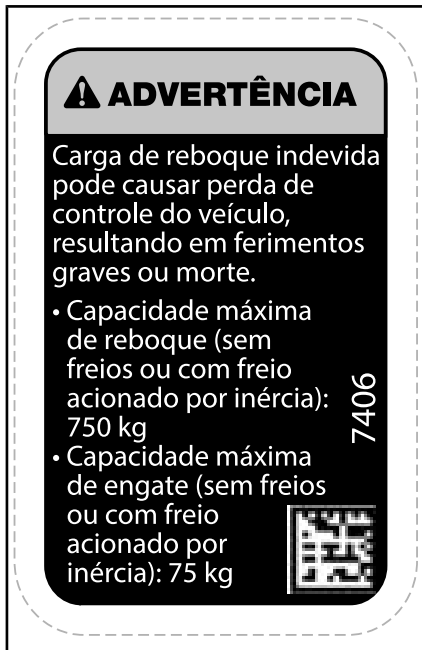 ADVERTÊNCIA
Carga de reboque indevida
pode causar perda de
controle do veículo,
resultando em ferimentos
graves ou morte.
• Capacidade máxima
de reboque (sem
freios ou com freio
acionado por inércia):
750 kg
• Capacidade máxima
de engate (sem freios
ou com freio
acionado por
inércia): 75 kg
7406